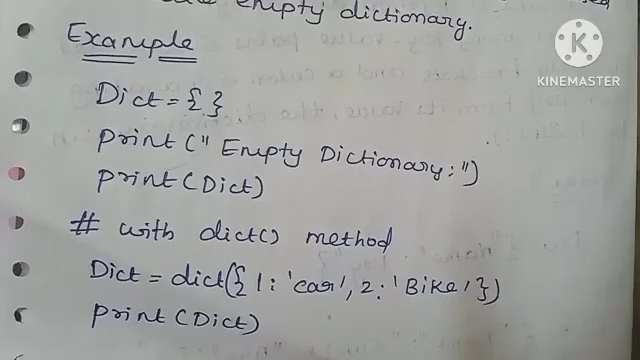 empty dictionary.
Example
KINEMASTER
Dict = { }
print (" Empty Dictionary : ")
print (Dict)
# with dict() method
Dict = dict({ 1 : 'car', 2 : 'Bike' })
print (Dict)